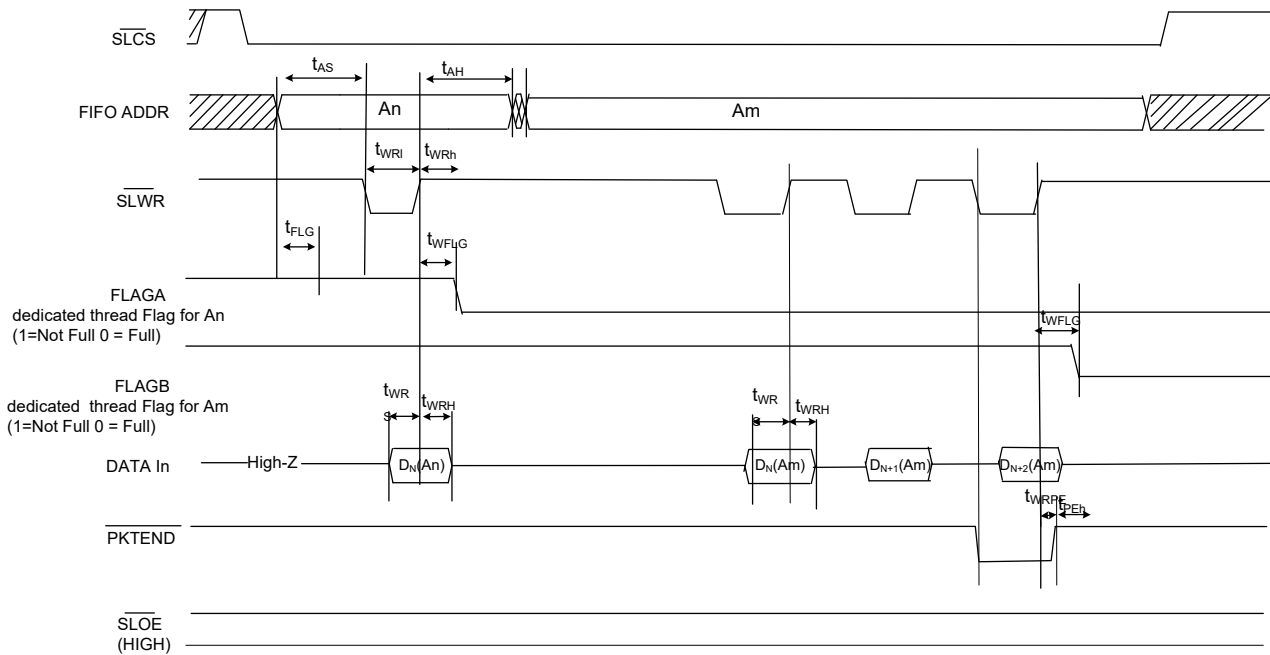 SLCS
tAS
tAH
FIFO ADDR
An
Am
tWRl
tWRh
SLWR
tFLG
tWFLG
FLAGA
dedicated thread Flag for An
(1=Not Full 0 = Full)
tWFLG
FLAGB
dedicated thread Flag for Am
(1=Not Full 0 = Full)
tWR
S
tWRH
tWR
S
tWRH
DATA In
High-Z
DN(An)
DN(Am)
DN+1(Am)
DN+2(Am)
tWRPE
tPEh
PKTEND
SLOE
(HIGH)